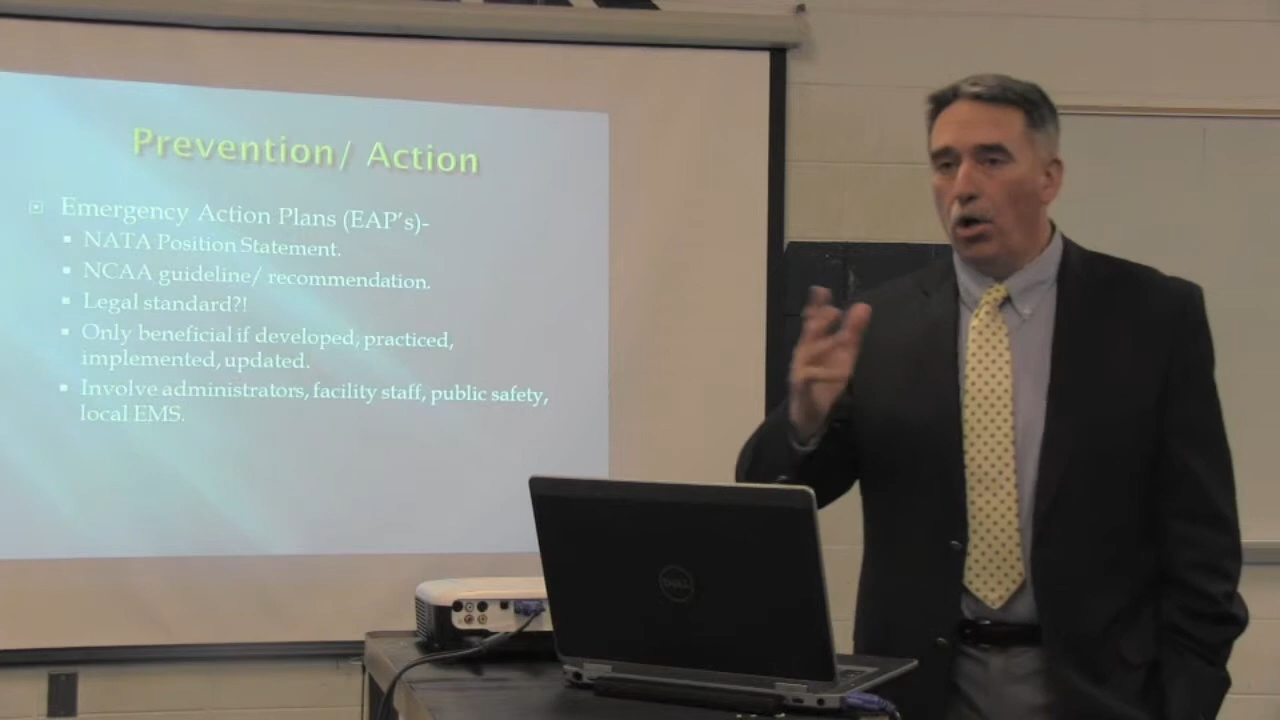 Prevention/ Action
Emergency Action Plans (EAP's)-
NATA Position Statement.
NCAA guideline/ recommendation.
Legal standard?!
Only beneficial if developed, practiced,
implemented, updated.
Involve administrators, facility staff, public safety,
local EMS.
DELL